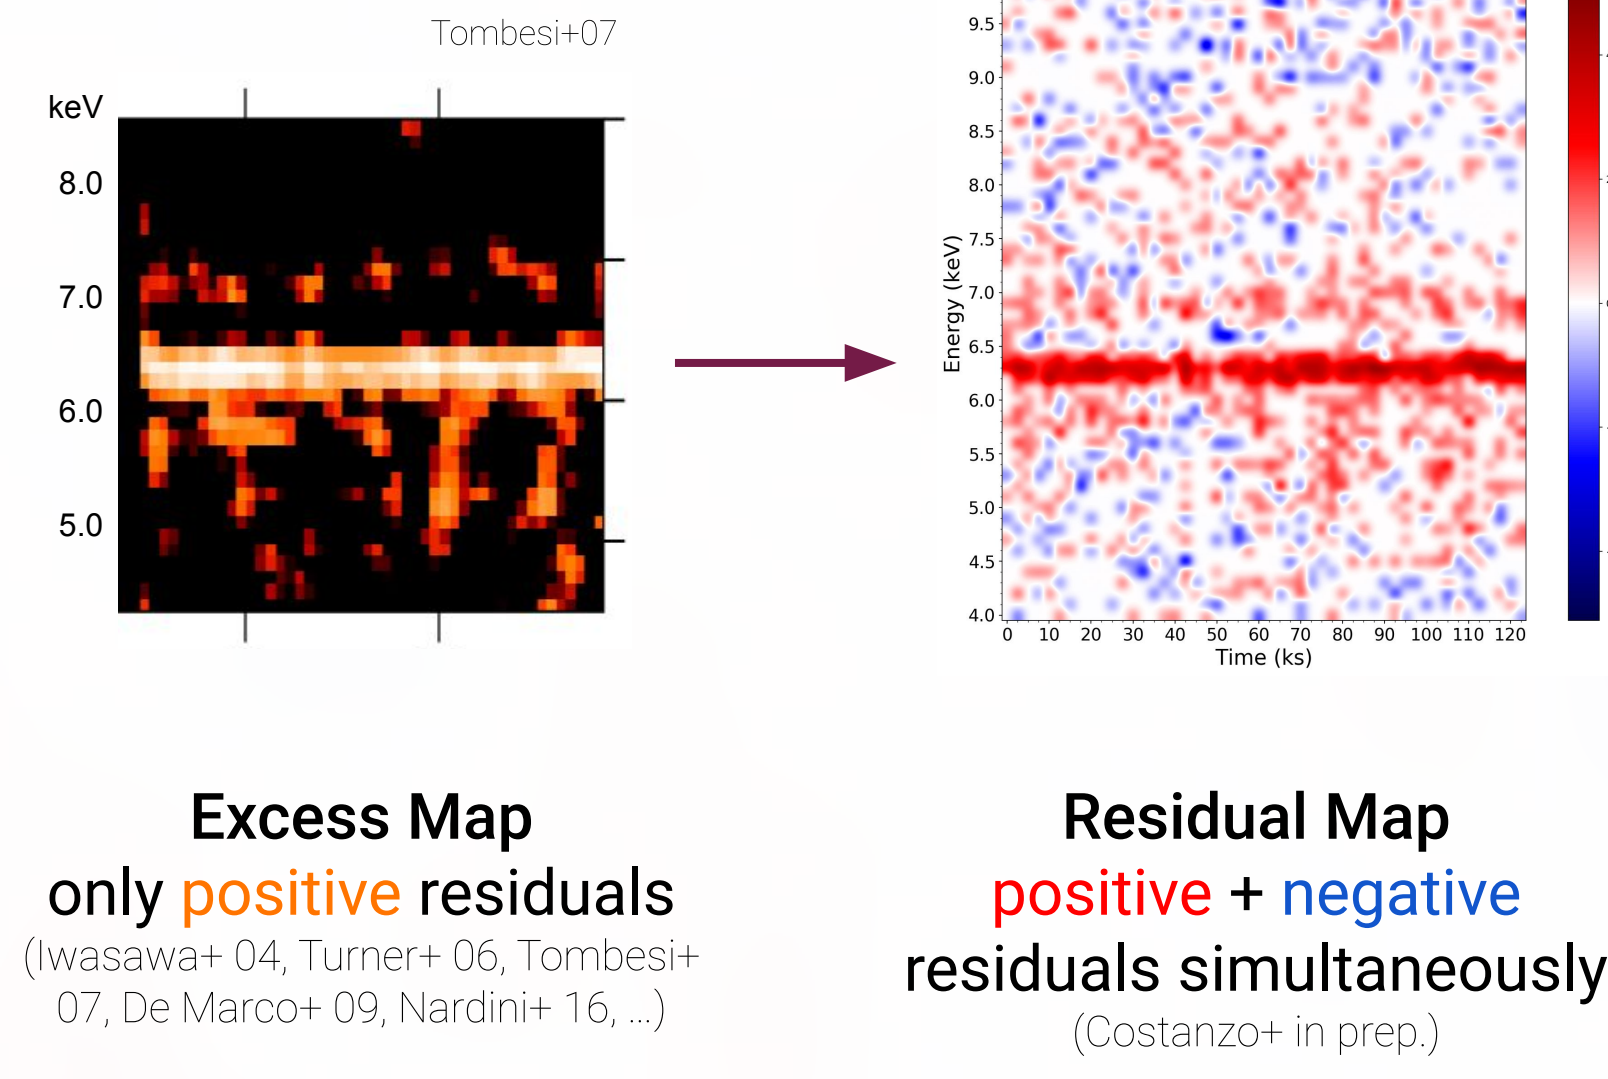 Tombesi+07
keV
8.0
7.0
6.0
5.0
Excess Map
only positive residuals
(Iwasawa+ 04, Turner+ 06, Tombesi+
07, De Marco+ 09, Nardini+ 16, ...)
9.5
9.0
8.5
8.0
7.5
7.0
6.5
6.0
5.5
5.0
4.5
4.0
Energy (keV)
0 10 20 30 40 50 60 70 80 90 100 110 120
Time (ks)
Residual Map
positive + negative
residuals simultaneously
(Costanzo+ in prep.)